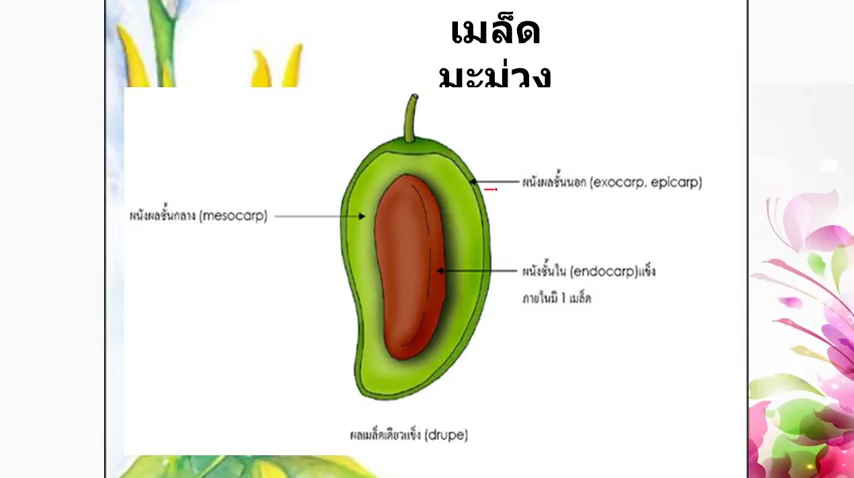 เมล็ด
มะม่วง
ผนังผลชั้นนอก (exocarp, epicarp)
ผนังผลชั้นกลาง (mesocarp)
ผนังชั้นใน (endocarp)แข็ง
ภายในมี 1 เมล็ด
ผลเมล็ดเดียวแข็ง (drupe)